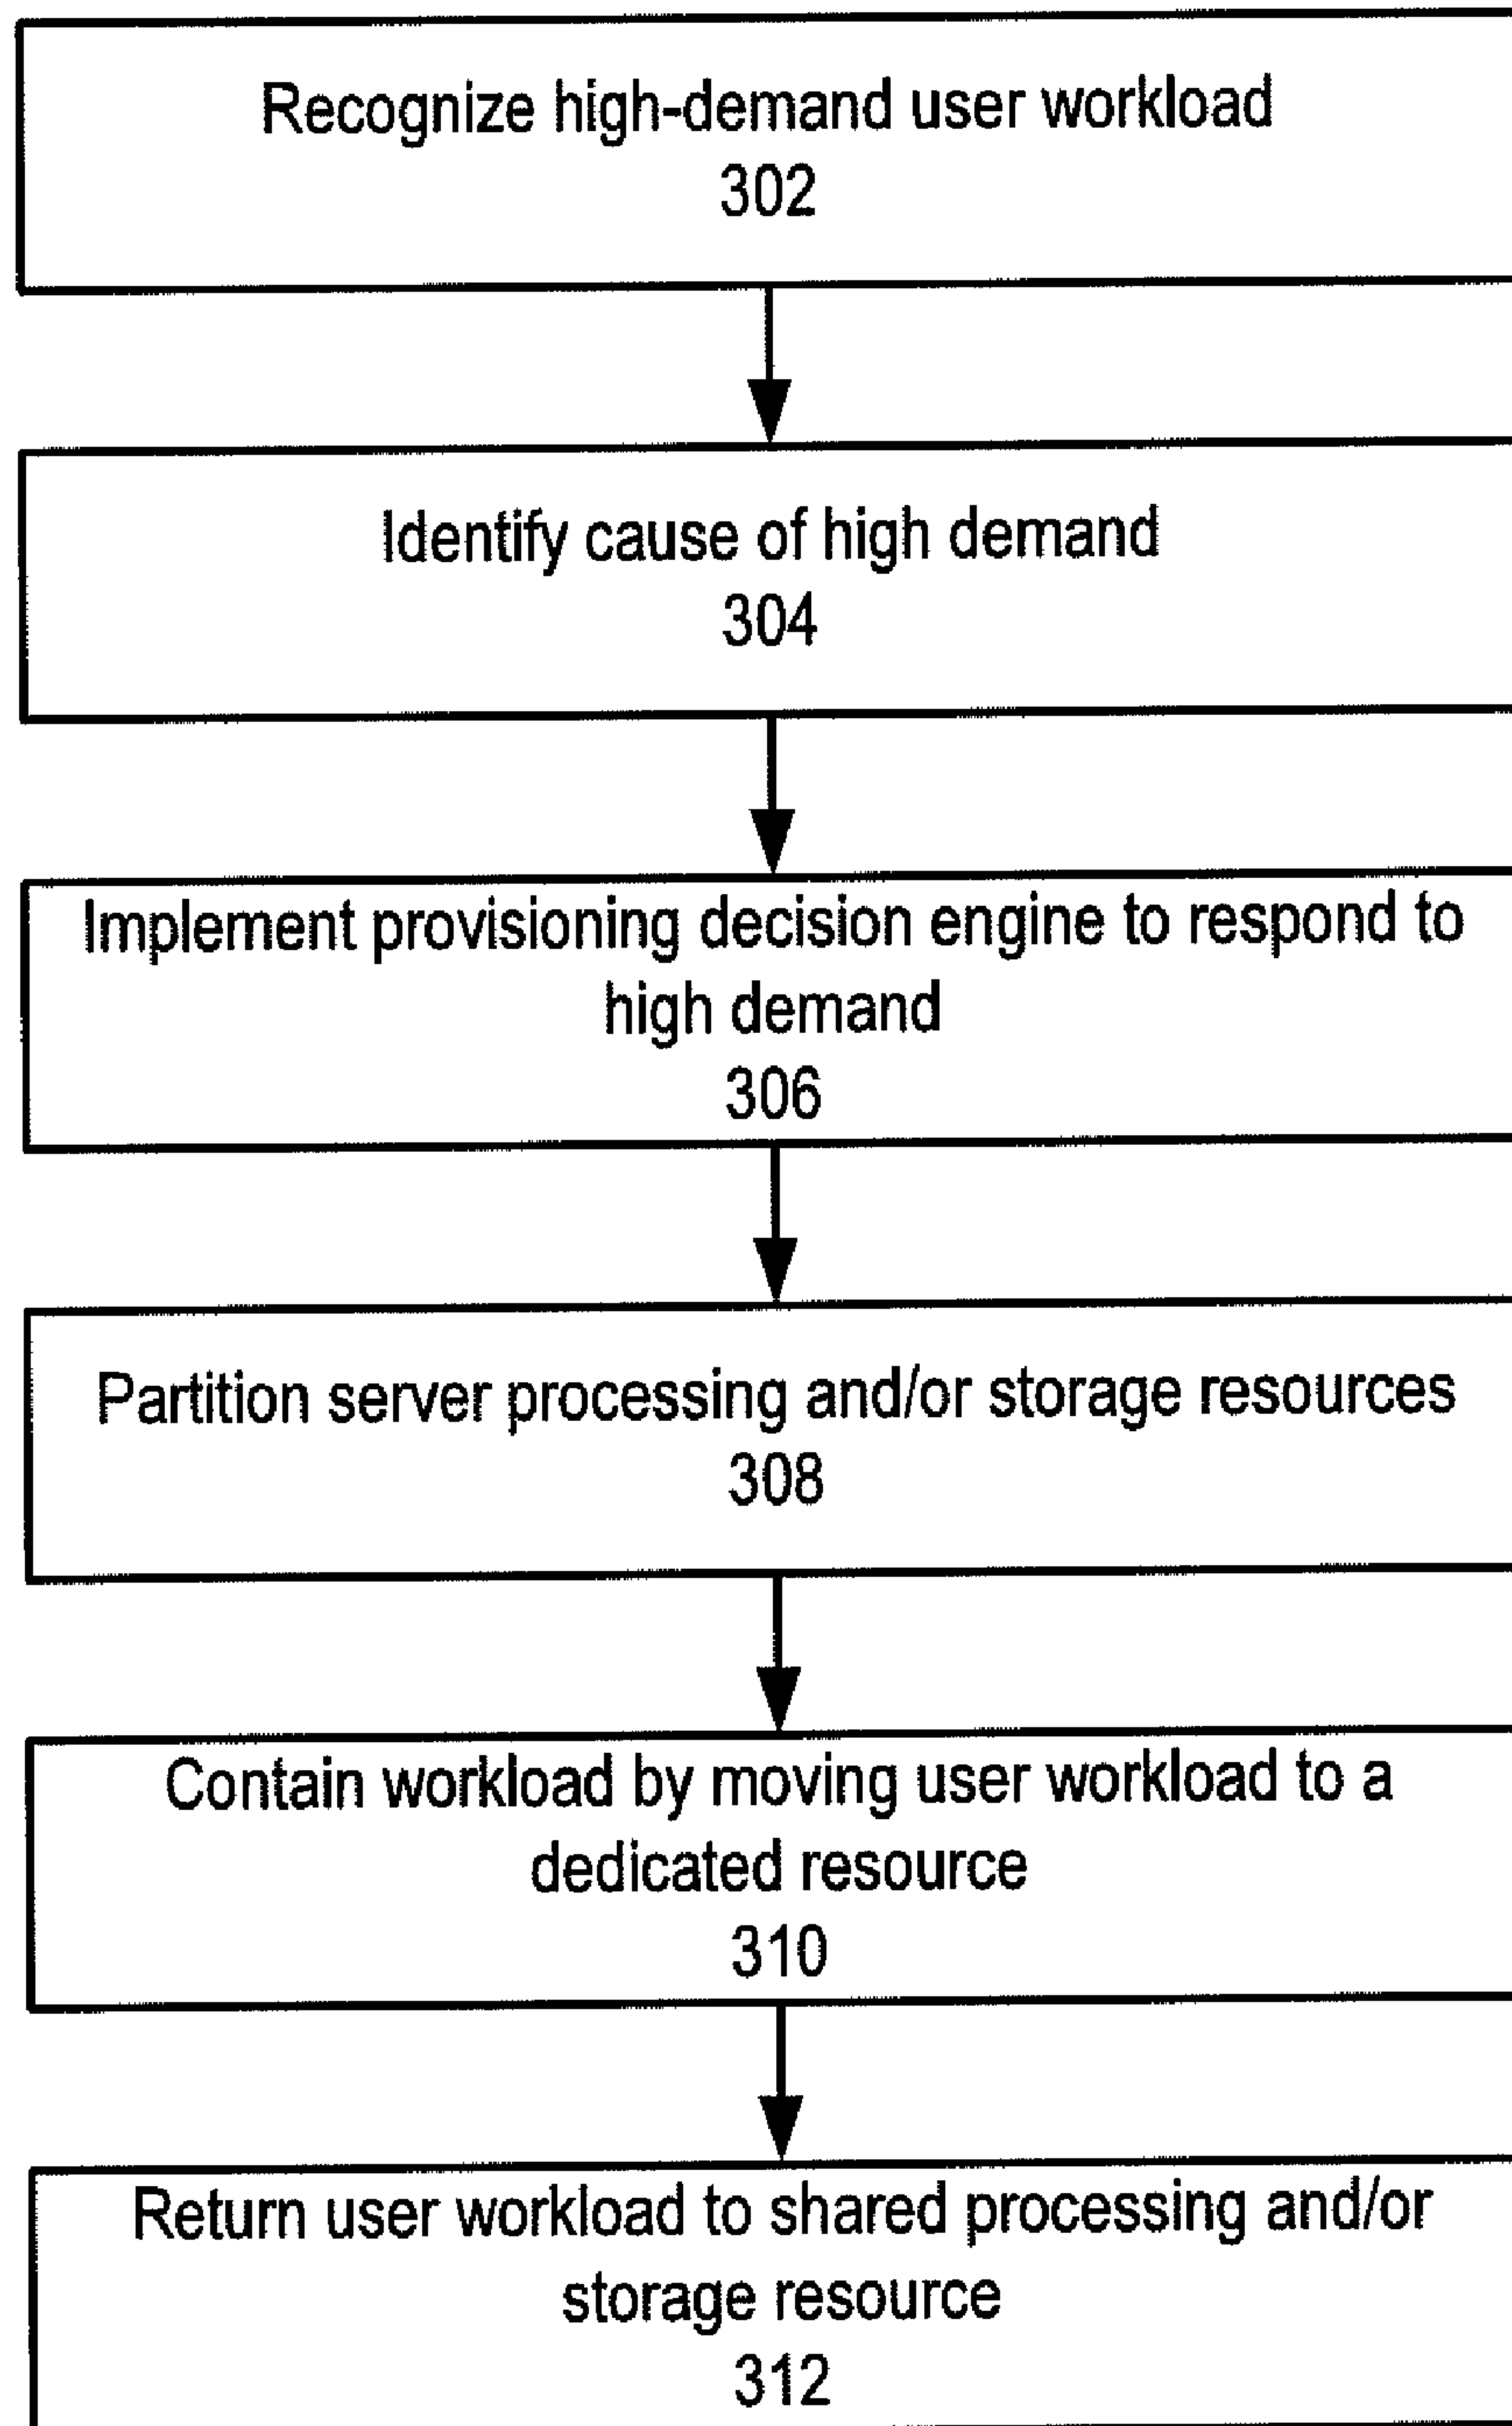 Recognize high-demand user workload
302
Identify cause of high demand
304
Implement provisioning decision engine to respond to
high demand
306
Partition server processing and/or storage resources
308
Contain workload by moving user workload to a
dedicated resource
310
Return user workload to shared processing and/or
storage resource
312